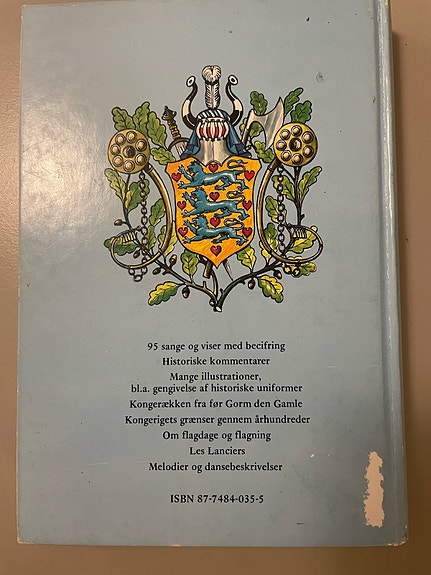 95 sange og viser med becifring
Historiske kommentarer
Mange illustrationer,
bl.a. gengivelse af historiske uniformer
Kongerækken fra før Gorm den Gamle
Kongerigets grænser gennem århundreder
Om flagdage og flagning
Les Lanciers
Melodier og dansebeskrivelser
ISBN 87-7484-035-5